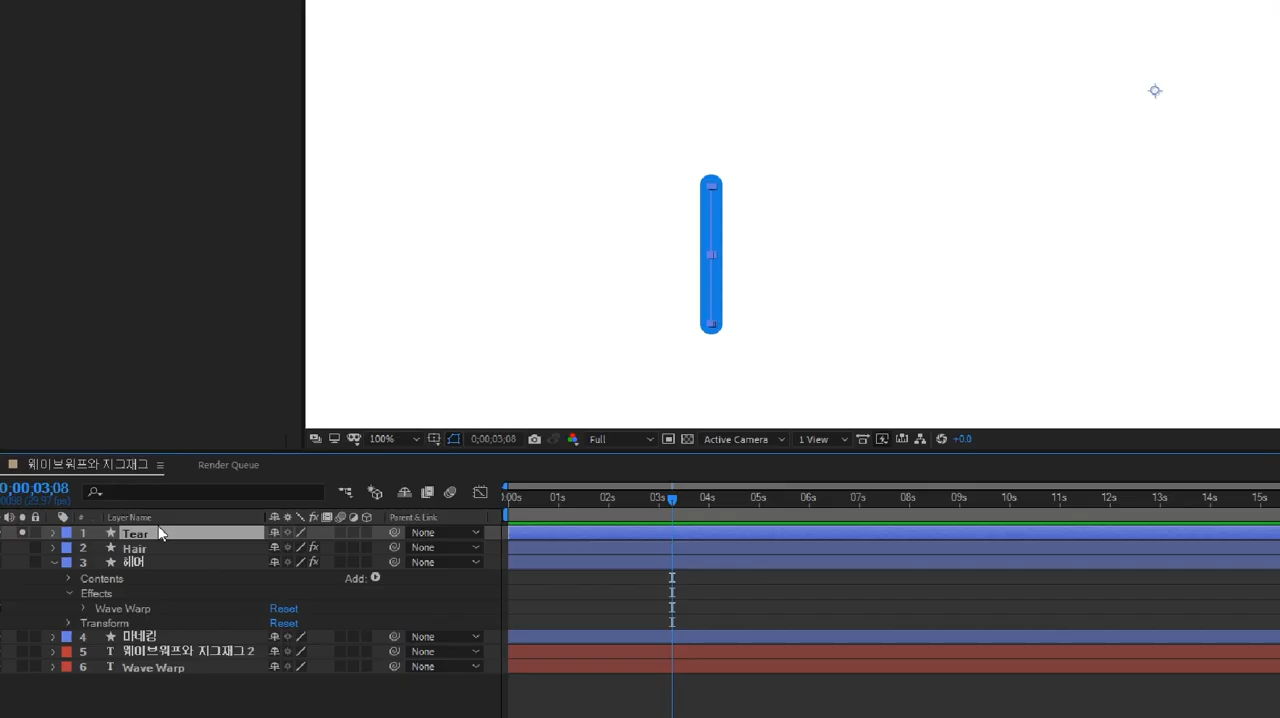 100% 0;00;03;08 Full Active Camera 1 View +0.0
웨이브워프와 지그재그 Render Queue
0;00;03;08
):00s 01s 02s 03s 04s 05s 06s 07s 08s 09s 10s 11s 12s 13s 14s 15s
# Layer Name fx Parent & Link
1 Tear None
2 Hair fx None
3 헤어 fx None
Contents Add:
Effects
Wave Warp Reset
Transform Reset
4 마네킹 None
5 T 웨이브워프와 지그재그 2 None
6 T Wave Warp None